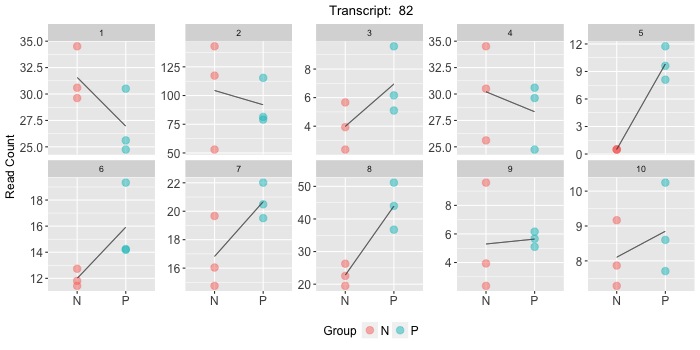 Transcript: 82
1 2 3 4 5
35.0 32.5 30.0 27.5 25.0
125 100 75 50
8 6 4
35.0 32.5 30.0 27.5 25.0
12 9 6 3 0
Read Count
6 7 8 9 10
18 16 14 12
22 20 18 16
50 40 30 20
8 6 4
10 9 8
N P N P N P N P N P
Group N P